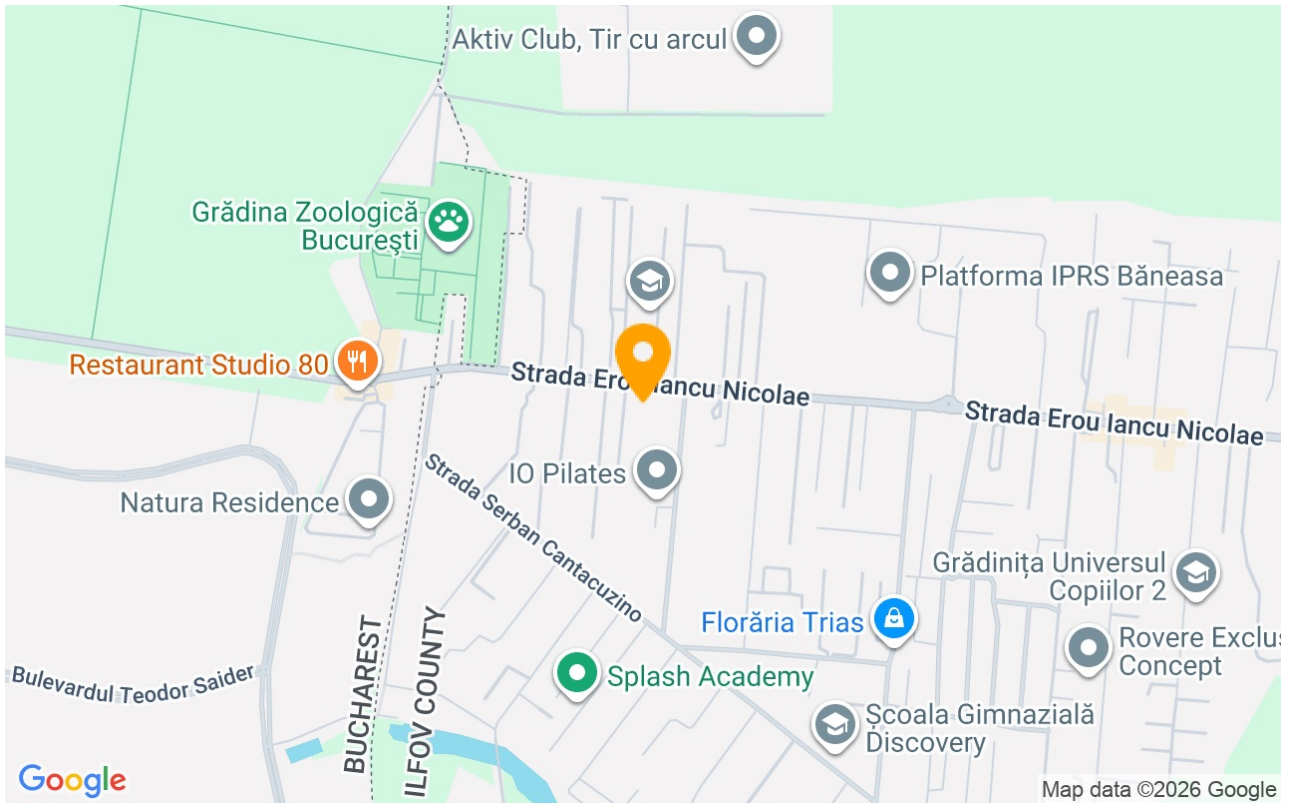 Aktiv Club, Tir cu arcul
Grădina Zoologică
București
Platforma IPRS Băneasa
Restaurant Studio 80
Strada Erou Iancu Nicolae
Strada Erou Iancu Nicolae
IO Pilates
Natura Residence
Strada Serban Cantacuzino
Grădinița Universul
Copiilor 2
Florăria Trias
Rovere
Concept
BUCHAREST
ILFOV COUNTY
Bulevardul Teodor Saider
Splash Academy
Școala Gimnazială
Discovery
Google
Map data ©2026 Google